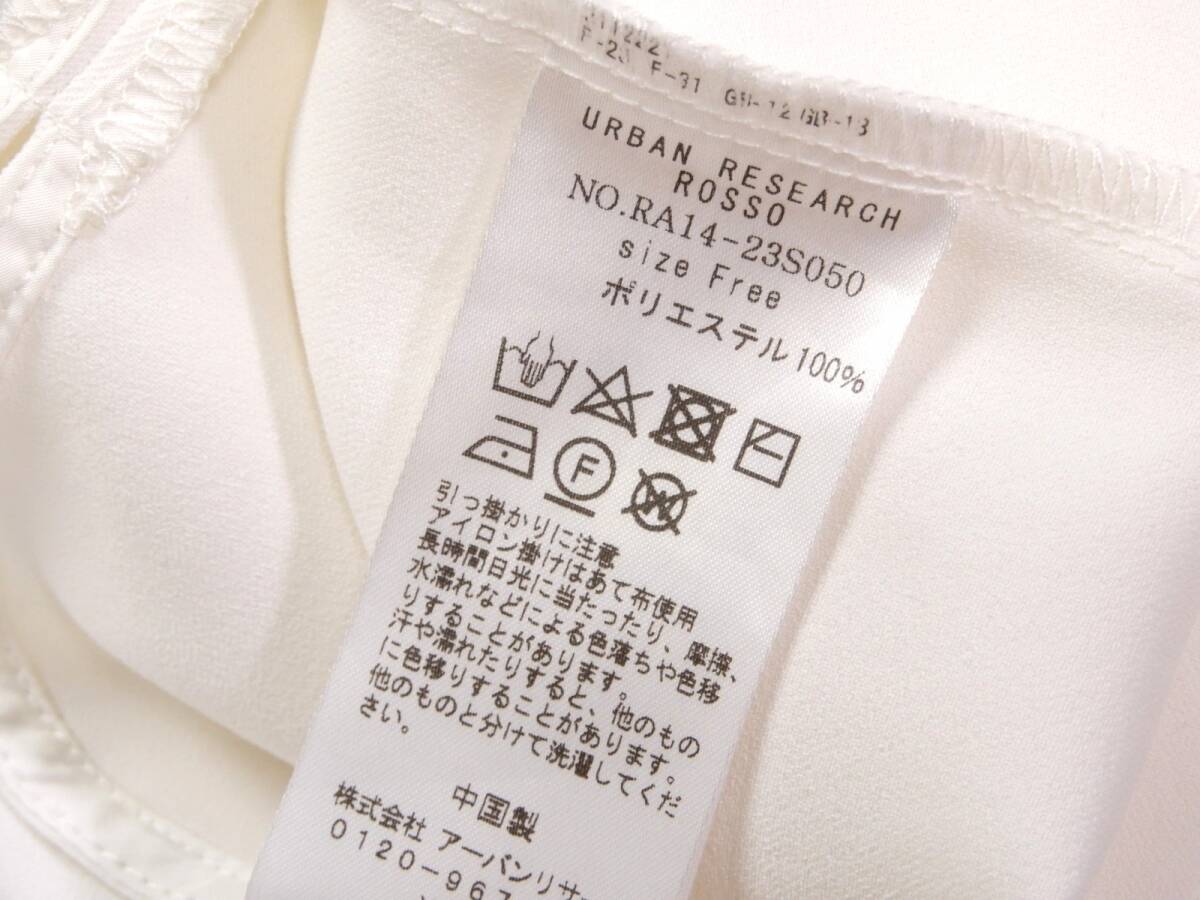 F-31
URBAN RESEARCH
ROSSO
NO.RA14-23S050
size Free
ポリエステル100%
F
W
引っ掛かりに注意
アイロン掛けはあて布使用
長時間日光に当たったり、摩擦、
水濡れなどによる色落ちや色移
りすることがあります。
汗や濡れたりすると、他のもの
に色移りすることがあります。
他のものと分けて洗濯してくだ
さい。
中国製
株式会社 アーバンリサ
0120-967